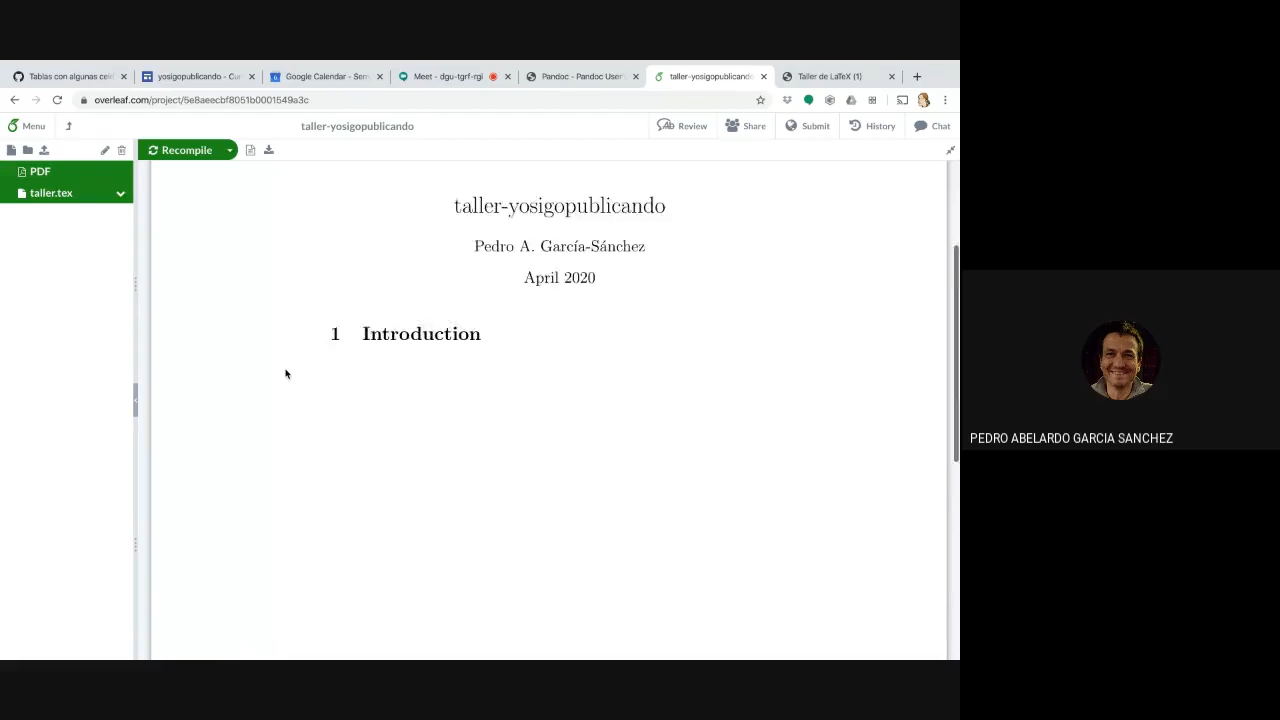 Tablas con algunas cel
yosigopublicando - Cur
Google Calendar - Sem
Meet - dgu-tgrf-rgi
Pandoc - Pandoc User
taller-yosigopublicando
Taller de LaTeX (1)
overleaf.com/project/5e8aeecbf8051b0001549a3c
Menu
taller-yosigopublicando
Review
Share
Submit
History
Chat
Recompile
PDF
taller.tex
taller-yosigopublicando
Pedro A. García-Sánchez
April 2020
1 Introduction
PEDRO ABELARDO GARCIA SANCHEZ